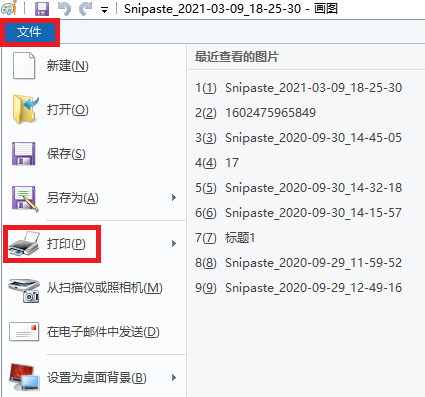 Snipaste_2021-03-09_18-25-30 - 画图
文件
最近查看的图片
新建(N)
打开(O)
保存(S)
另存为(A)
打印(P)
从扫描仪或照相机(M)
在电子邮件中发送(D)
设置为桌面背景(B)
1(1) Snipaste_2021-03-09_18-25-30
2(2) 1602475965849
3(3) Snipaste_2020-09-30_14-45-05
4(4) 17
5(5) Snipaste_2020-09-30_14-32-18
6(6) Snipaste_2020-09-30_14-15-57
7(7) 标题1
8(8) Snipaste_2020-09-29_11-59-52
9(9) Snipaste_2020-09-29_12-49-16